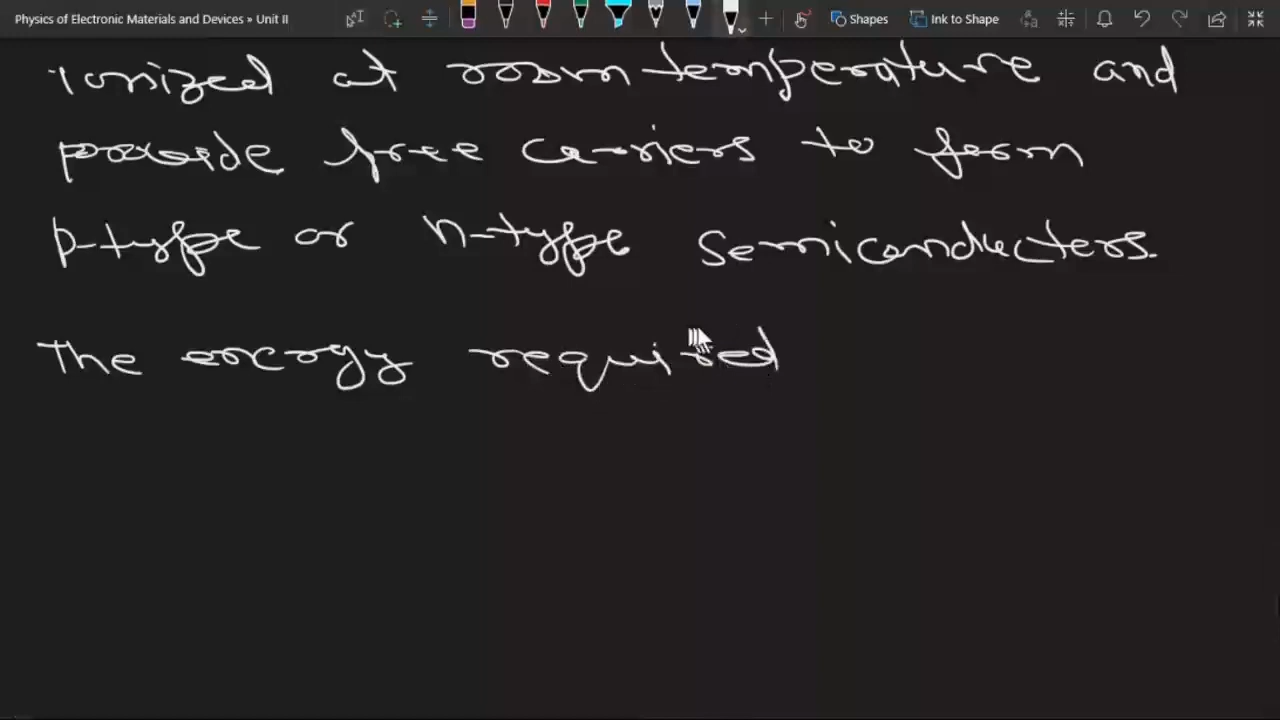 Physics of Electronic Materials and Devices » Unit II Shapes Ink to Shape
ionized at room temperature and
provide free carriers to form
p-type or n-type semiconducters.
The energy required